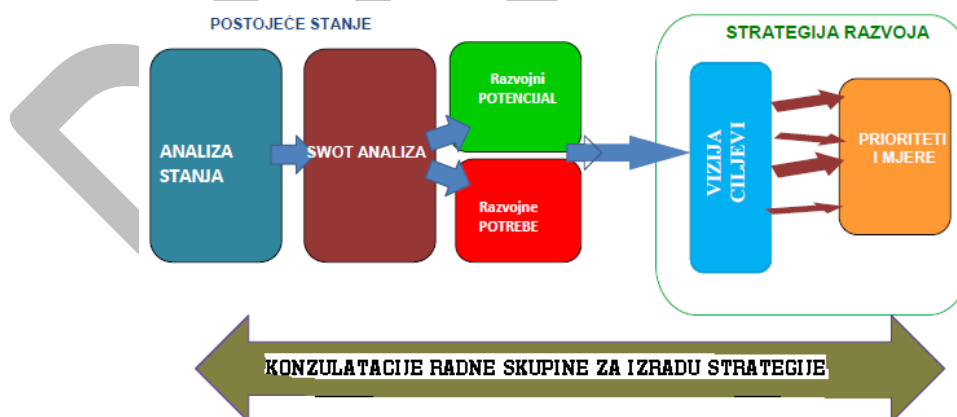 POSTOJEĆE STANJE
STRATEGIJA RAZVOJA
ANALIZA
STANJA
SWOT ANALIZA
Razvojni
POTENCIJAL
Razvojne
POTREBE
VIZIJA
CILJEVI
PRIORITETI
I MJERE
KONZULATACIJE RADNE SKUPINE ZA IZRADU STRATEGIJE